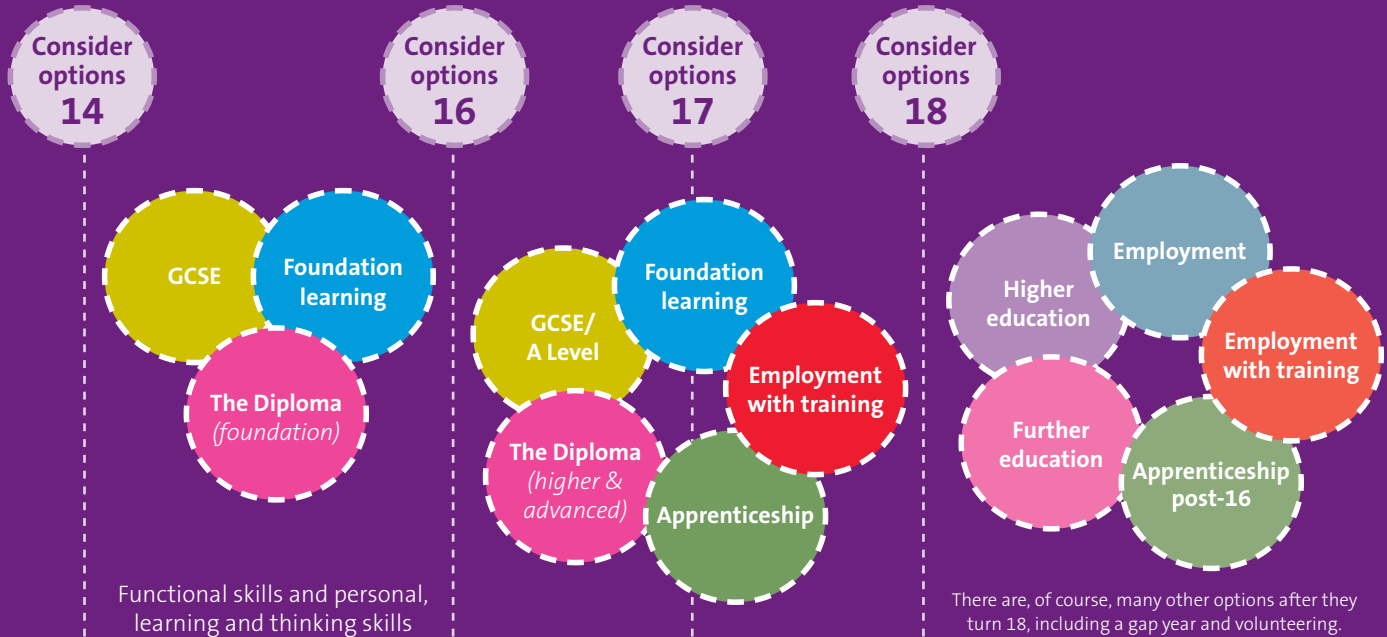 Consider
options
14
Consider
options
16
Consider
options
17
Consider
options
18
GCSE
Foundation
learning
The Diploma
(foundation)
Functional skills and personal,
learning and thinking skills
GCSE/
A Level
Foundation
learning
Employment
with training
The Diploma
(higher &
advanced)
Apprenticeship
Higher
education
Employment
Employment
with training
Further
education
Apprenticeship
post-16
There are, of course, many other options after they
turn 18, including a gap year and volunteering.